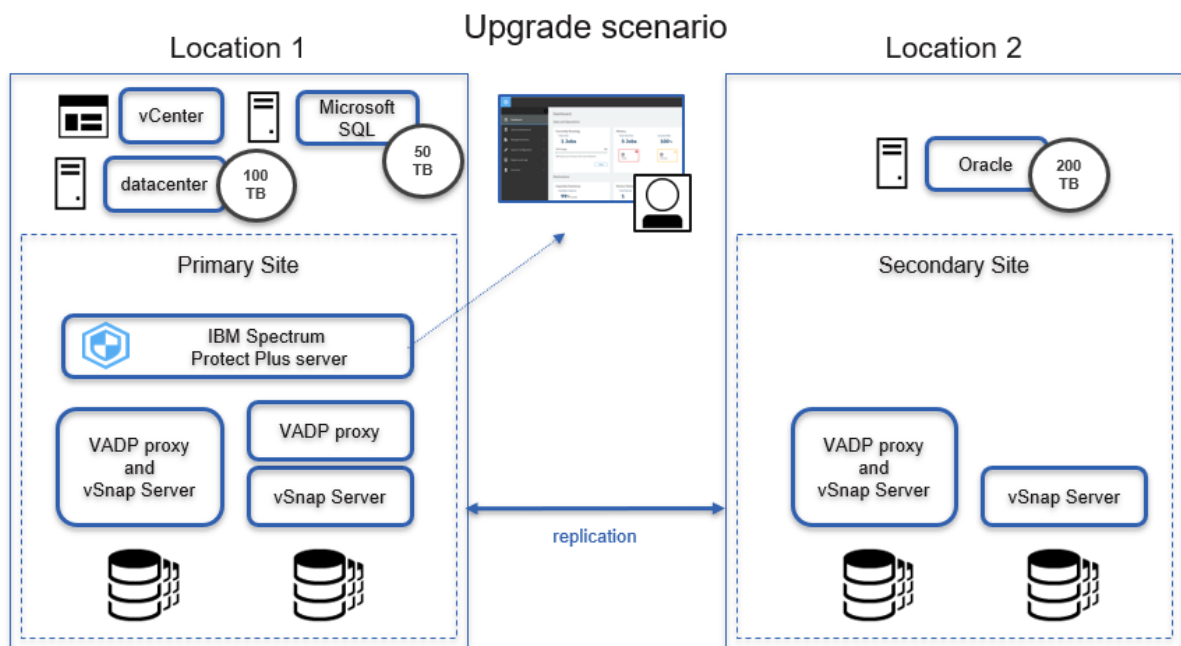 Upgrade scenario
Location 1
Location 2
vCenter
Microsoft
SQL
50
TB
datacenter
100
TB
Dashboard
Oracle
200
TB
Primary Site
Secondary Site
IBM Spectrum
Protect Plus server
VADP proxy
and
vSnap Server
VADP proxy
vSnap Server
replication
VADP proxy
and
vSnap Server
vSnap Server